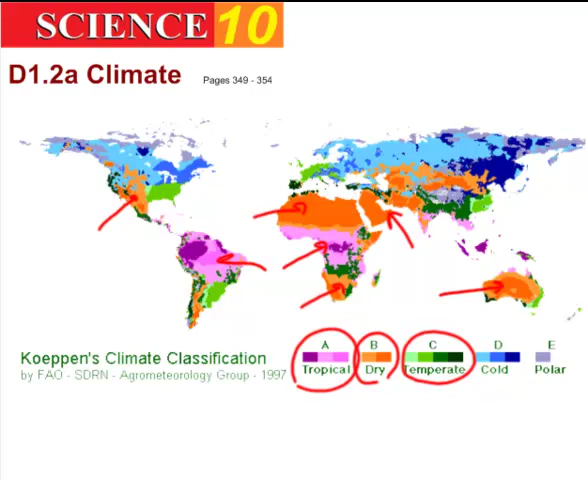 SCIENCE 10
D1.2a Climate Pages 349 - 354
A B C D E
Tropical Dry Temperate Cold Polar
Koeppen's Climate Classification
by FAO - SDRN - Agrometeorology Group - 1997